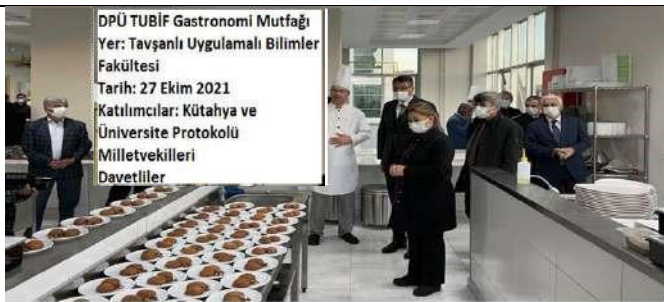 DPÜ TUBİF Gastronomi Mutfağı
Yer: Tavşanlı Uygulamalı Bilimler
Fakültesi
Tarih: 27 Ekim 2021
Katılımcılar: Kütahya ve
Üniversite Protokolü
Milletvekilleri
Davetliler